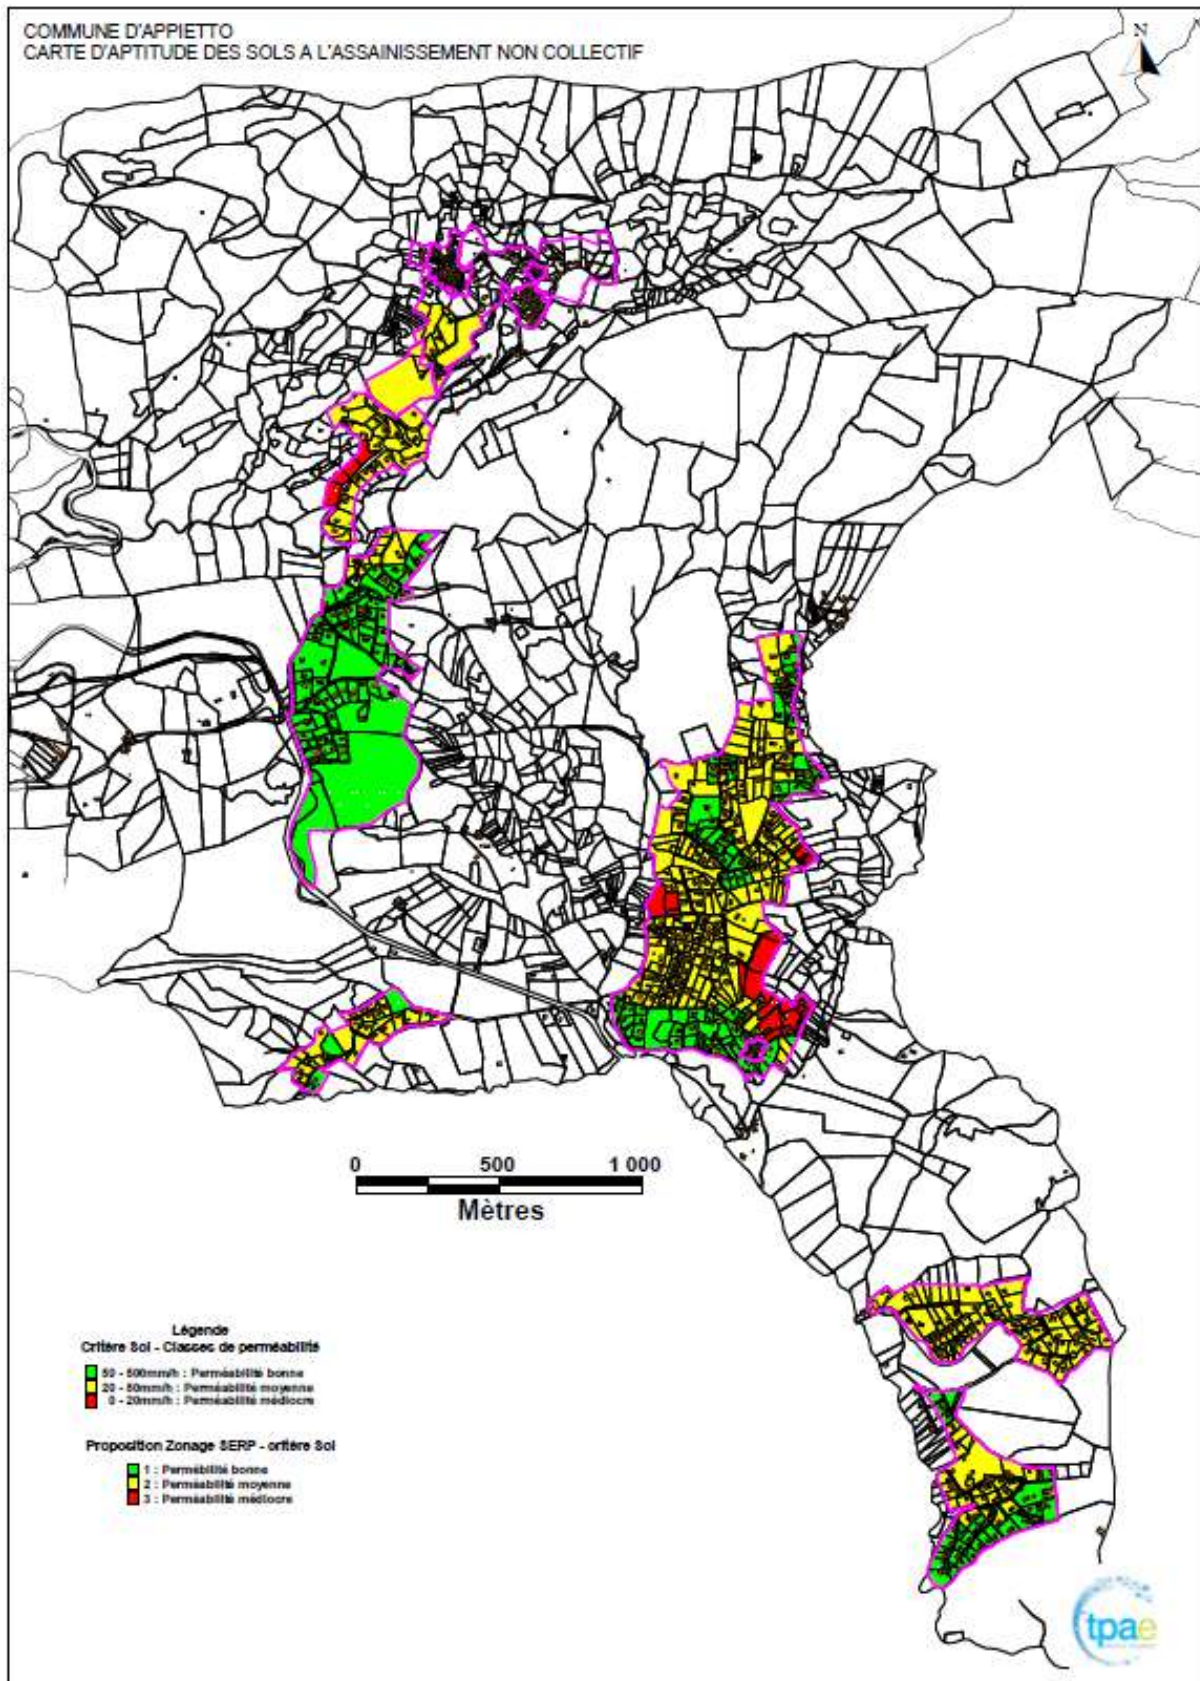 COMMUNE D'APPIETTO
CARTE D'APTITUDE DES SOLS A L'ASSAINISSEMENT NON COLLECTIF
N
0 500 1 000
Mètres
Légende
Critère Sol - Classes de perméabilité
50 - 500mm/h : Perméabilité bonne
20 - 50mm/h : Perméabilité moyenne
0 - 20mm/h : Perméabilité médiocre
Proposition Zonage SERP - critère Sol
1 : Perméabilité bonne
2 : Perméabilité moyenne
3 : Perméabilité médiocre
tpae